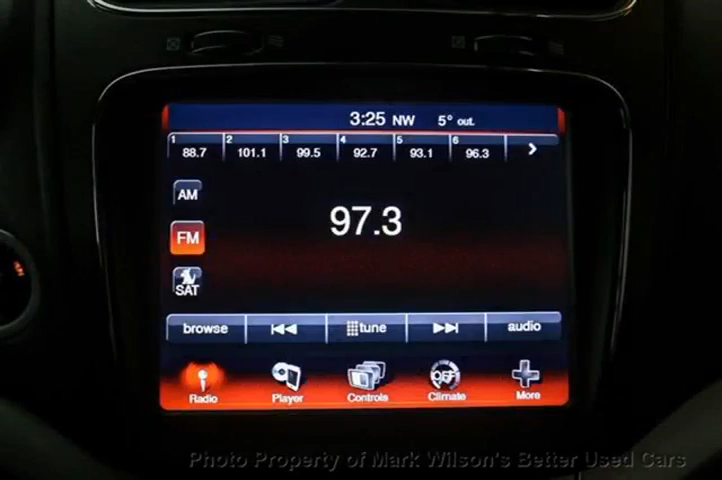 3:25 NW 5° out.
1 2 3 4 5 6
88.7 101.1 99.5 92.7 93.1 96.3 >
AM
97.3
FM
SAT
browse tune audio
OFF
Radio Player Controls Climate More
Photo Property of Mark Wilson's Better Used Cars